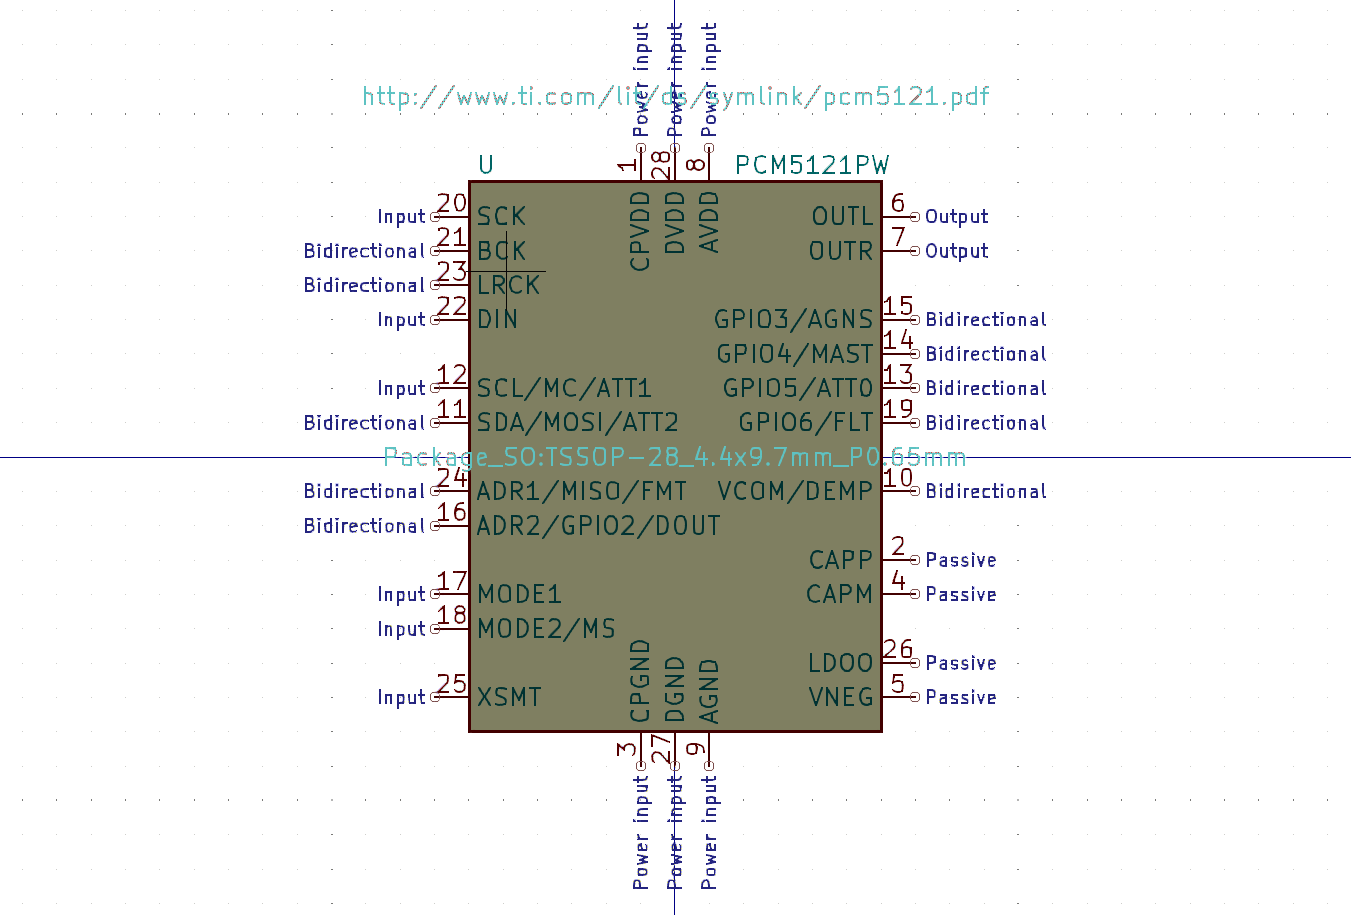 Power input
Power input
Power input
http://www.ti.com/lit/ds/symlink/pcm5121.pdf
1
28
8
U
PCM5121PW
CPVDD
DVDD
AVDD
Input 20 SCK
OUTL 6 Output
Bidirectional 21 BCK
OUTR 7 Output
Bidirectional 23 LRCK
Input 22 DIN
GPIO3/AGNS 15 Bidirectional
GPIO4/MAST 14 Bidirectional
Input 12 SCL/MC/ATT1
GPIO5/ATT0 13 Bidirectional
Bidirectional 11 SDA/MOSI/ATT2
GPIO6/FLT 19 Bidirectional
Package_SO:TSSOP-28_4.4x9.7mm_P0.65mm
Bidirectional 24 ADR1/MISO/FMT
VCOM/DEMP 10 Bidirectional
Bidirectional 16 ADR2/GPIO2/DOUT
CAPP 2 Passive
Input 17 MODE1
CAPM 4 Passive
Input 18 MODE2/MS
LDOO 26 Passive
Input 25 XSMT
VNEG 5 Passive
CPGND
DGND
AGND
3
27
9
Power input
Power input
Power input